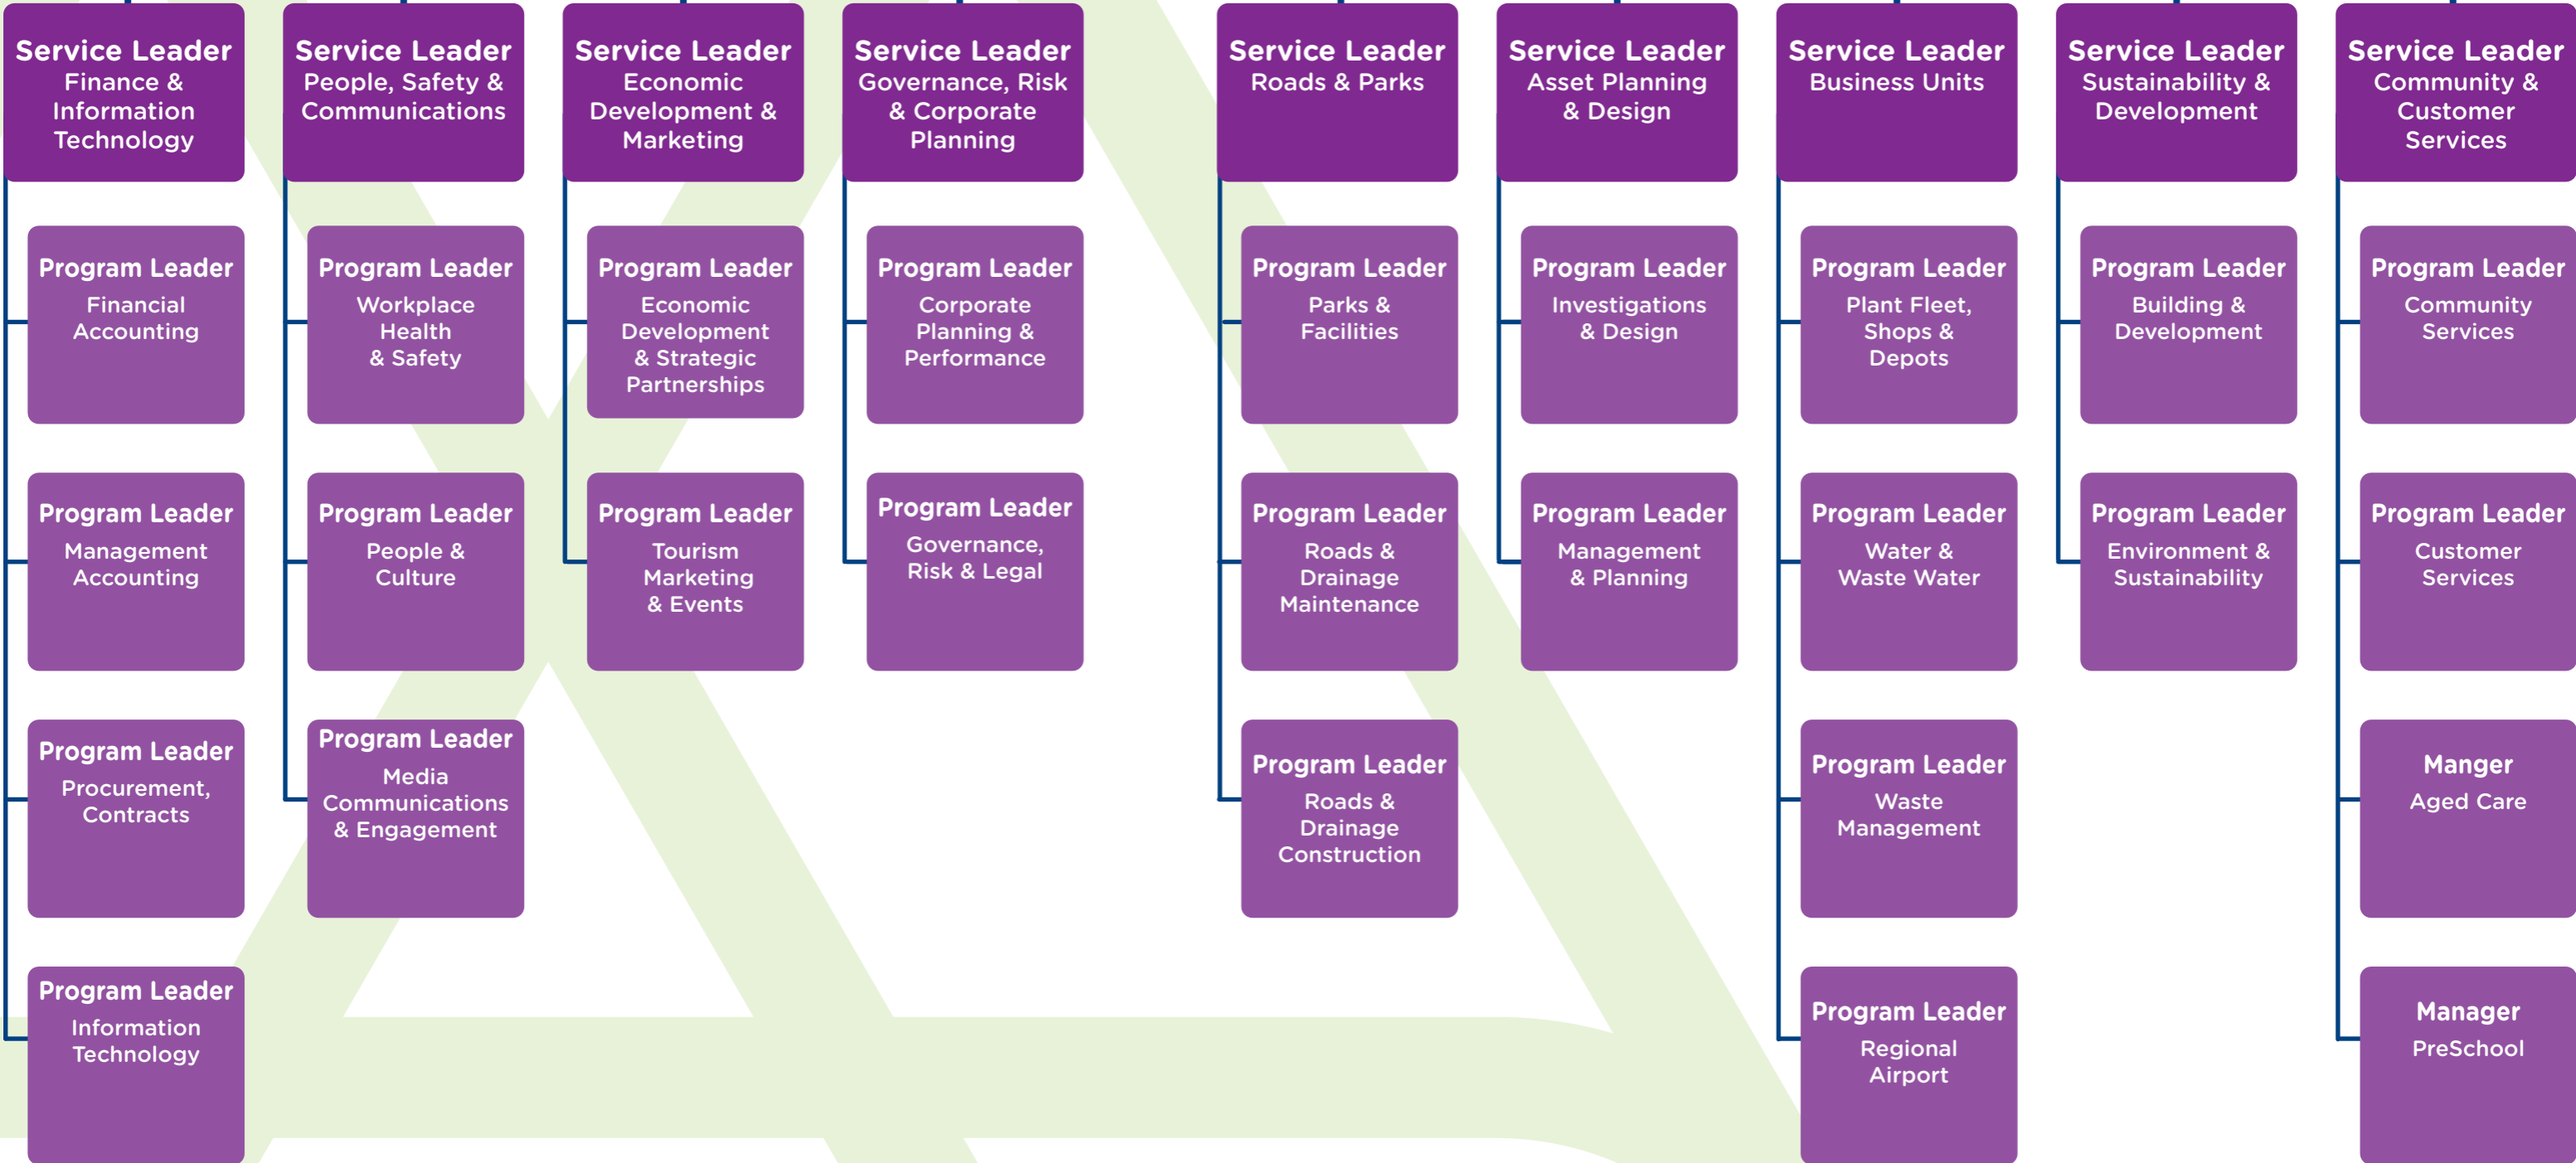 Service Leader
Finance &
Information
Technology
Program Leader
Financial
Accounting
Program Leader
Management
Accounting
Program Leader
Procurement,
Contracts
Program Leader
Information
Technology
Service Leader
People, Safety &
Communications
Program Leader
Workplace
Health
& Safety
Program Leader
People &
Culture
Program Leader
Media
Communications
& Engagement
Service Leader
Economic
Development &
Marketing
Program Leader
Economic
Development
& Strategic
Partnerships
Program Leader
Tourism
Marketing
& Events
Service Leader
Governance, Risk
& Corporate
Planning
Program Leader
Corporate
Planning &
Performance
Program Leader
Governance,
Risk & Legal
Service Leader
Roads & Parks
Program Leader
Parks &
Facilities
Program Leader
Roads &
Drainage
Maintenance
Program Leader
Roads &
Drainage
Construction
Service Leader
Asset Planning
& Design
Program Leader
Investigations
& Design
Program Leader
Management
& Planning
Service Leader
Business Units
Program Leader
Plant Fleet,
Shops &
Depots
Program Leader
Water &
Waste Water
Program Leader
Waste
Management
Program Leader
Regional
Airport
Service Leader
Sustainability &
Development
Program Leader
Building &
Development
Program Leader
Environment &
Sustainability
Service Leader
Community &
Customer
Services
Program Leader
Community
Services
Program Leader
Customer
Services
Manger
Aged Care
Manager
PreSchool